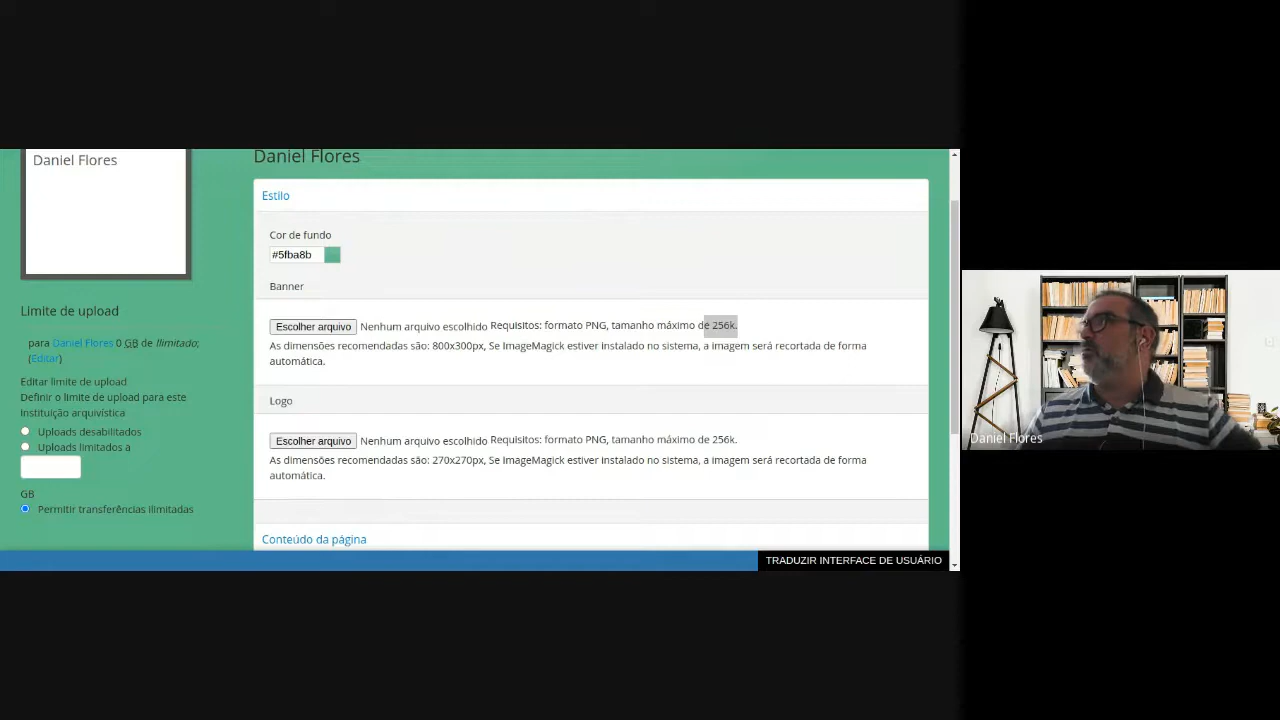 Daniel Flores
Limite de upload
para Daniel Flores 0 GB de Ilimitado;
(Editar)
Editar limite de upload
Definir o limite de upload para este
Instituição arquivística
Uploads desabilitados
Uploads limitados a
GB
Permitir transferências ilimitadas
Daniel Flores
Estilo
Cor de fundo
#5fba8b
Banner
Escolher arquivo Nenhum arquivo escolhido Requisitos: formato PNG, tamanho máximo de 256k.
As dimensões recomendadas são: 800x300px, Se ImageMagick estiver instalado no sistema, a imagem será recortada de forma
automática.
Logo
Escolher arquivo Nenhum arquivo escolhido Requisitos: formato PNG, tamanho máximo de 256k.
As dimensões recomendadas são: 270x270px, Se ImageMagick estiver instalado no sistema, a imagem será recortada de forma
automática.
Conteúdo da página
TRADUZIR INTERFACE DE USUÁRIO
Daniel Flores